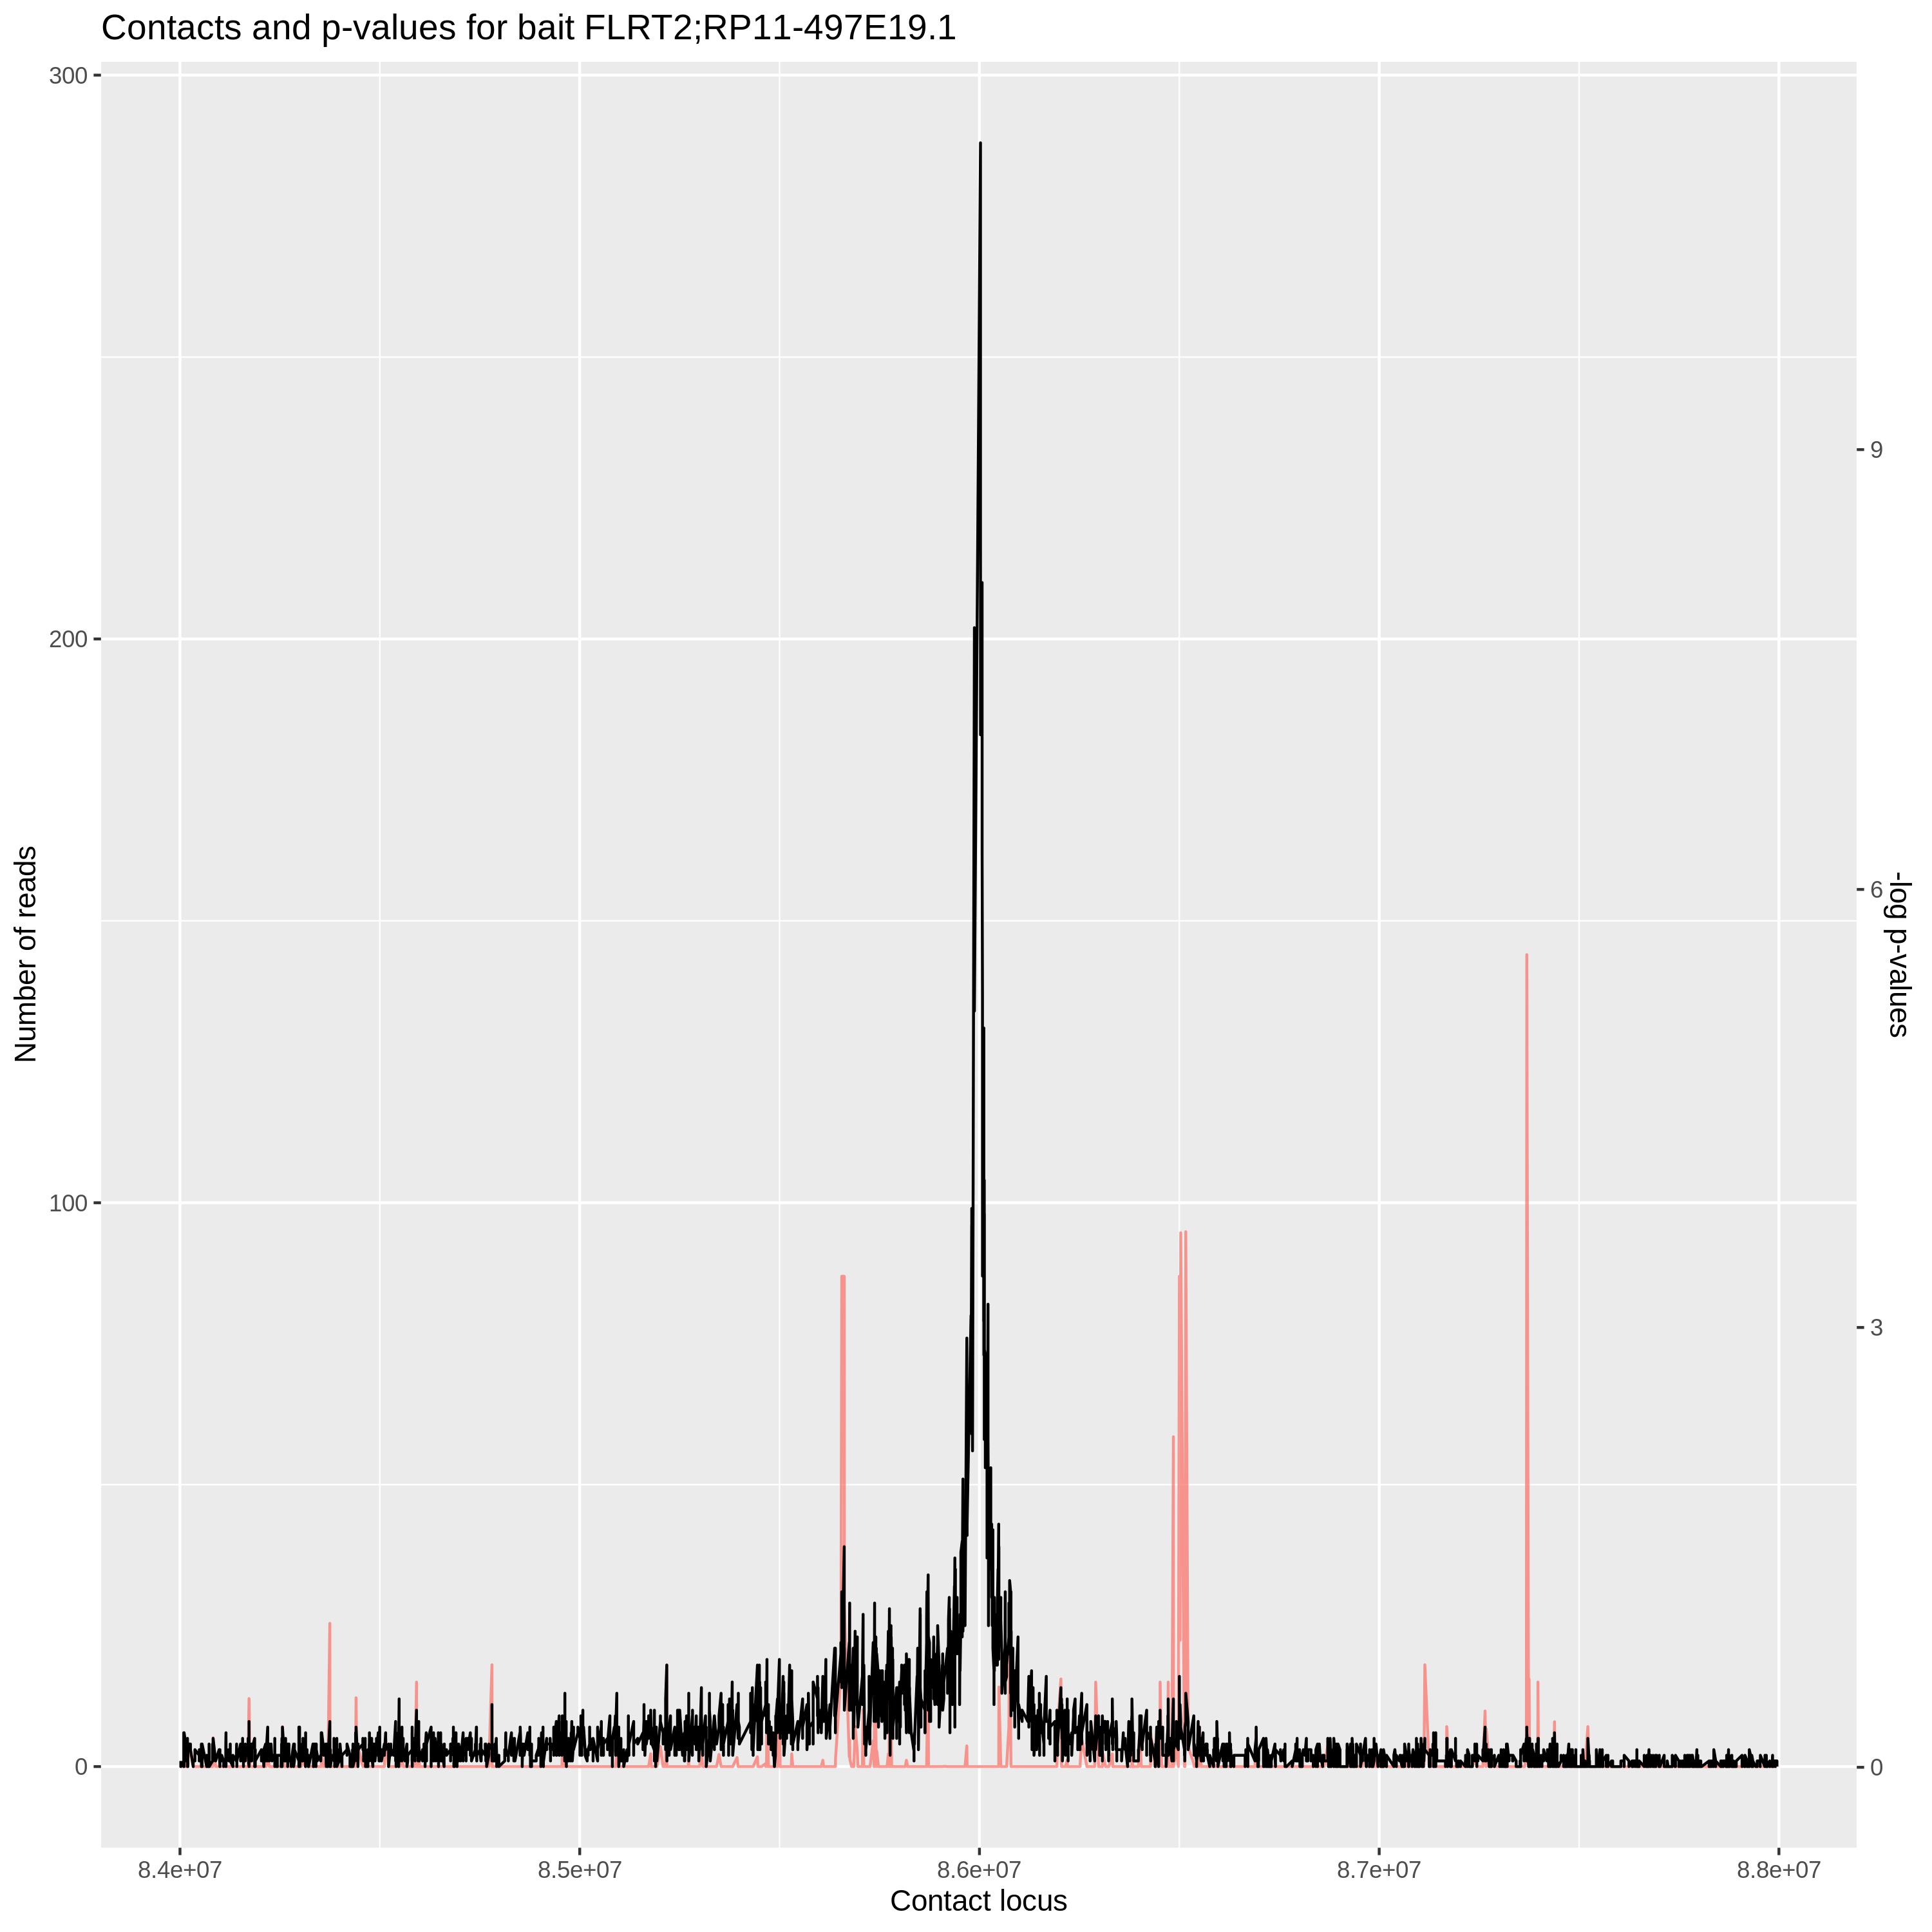 Contacts and p-values for bait FLRT2;RP11-497E19.1
300
200
100
0
Number of reads
9
6
3
0
-log p-values
8.4e+07
8.5e+07
8.6e+07
8.7e+07
8.8e+07
Contact locus